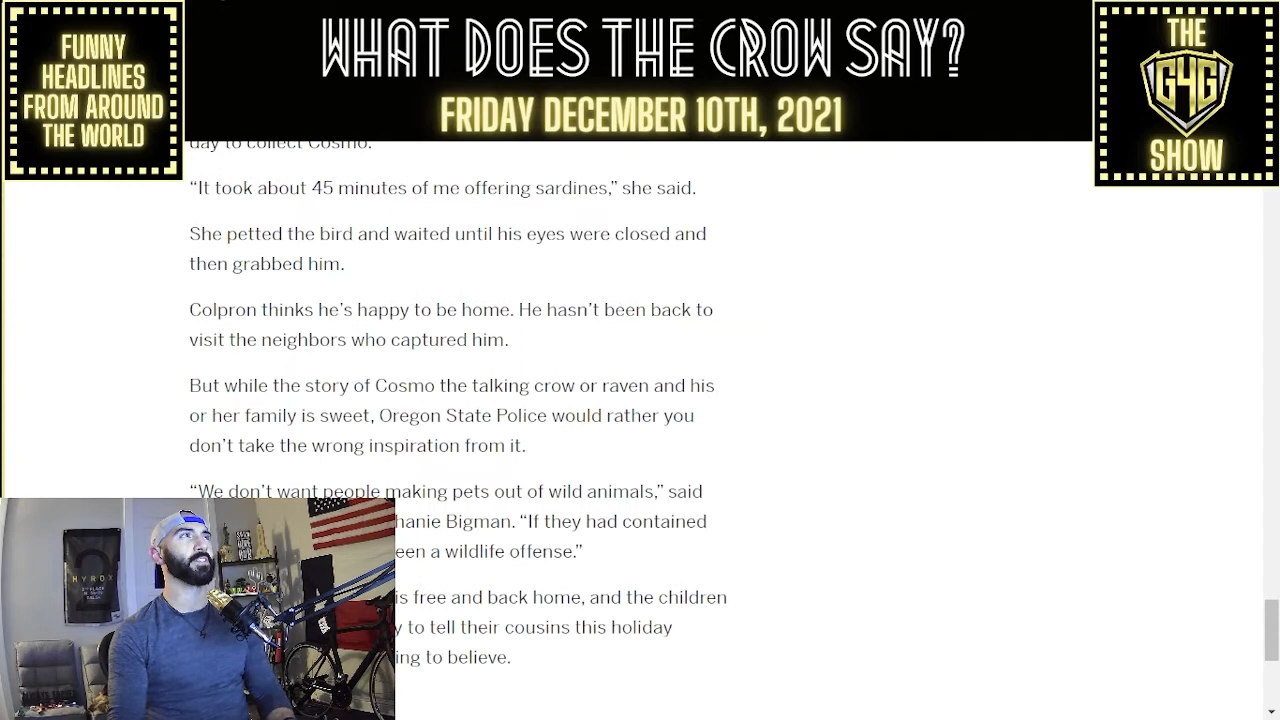 FUNNY
HEADLINES
FROM AROUND
THE WORLD
WHAT DOES THE CROW SAY?
FRIDAY DECEMBER 10TH, 2021
THE
G4G
SHOW
day to collect Cosmo.
“It took about 45 minutes of me offering sardines,” she said.
She petted the bird and waited until his eyes were closed and
then grabbed him.
Colpron thinks he’s happy to be home. He hasn’t been back to
visit the neighbors who captured him.
But while the story of Cosmo the talking crow or raven and his
or her family is sweet, Oregon State Police would rather you
don’t take the wrong inspiration from it.
“We don’t want people making pets out of wild animals,” said
hanie Bigman. “If they had contained
een a wildlife offense.”
is free and back home, and the children
y to tell their cousins this holiday
ing to believe.
HYROX